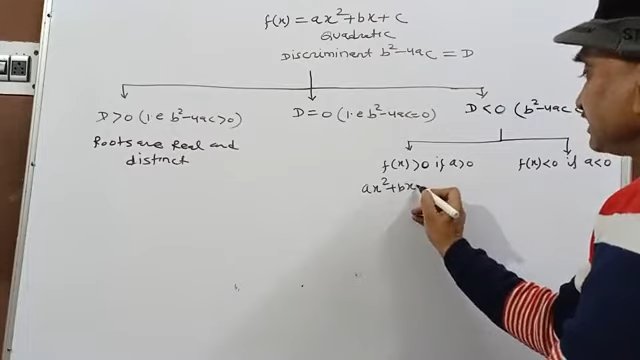 f(x) = ax²+bx+c
Quadratic
Discriminant b²-4ac = D
D>0 (i.e b²-4ac>0)
D=0 (i.e b²-4ac=0)
D<0 (b²-4ac
Roots are Real and
distinct
f(x)>0 if a>0
f(x)<0 if a<0
ax²+bx